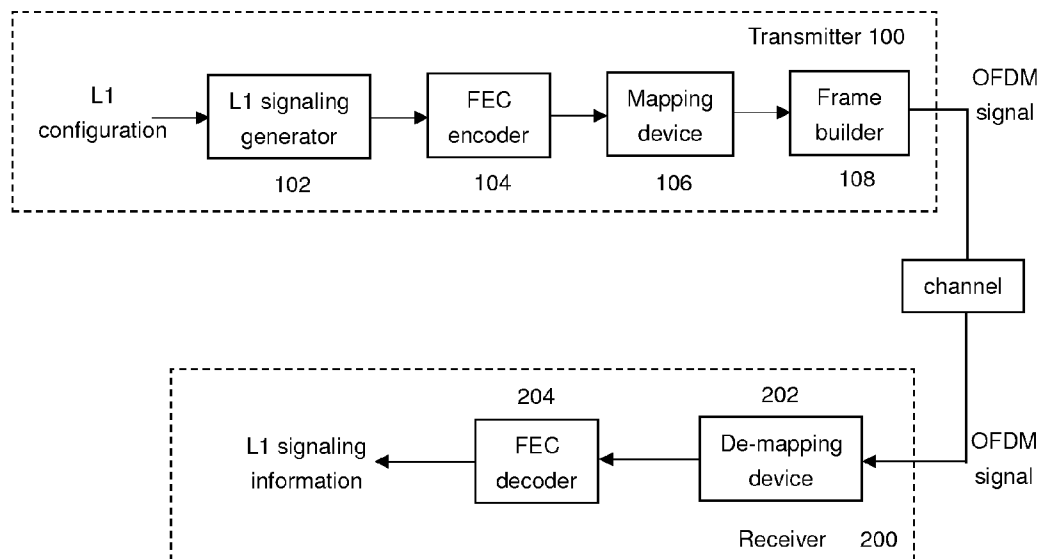 Transmitter 100
L1
configuration
L1 signaling
generator
102
FEC
encoder
104
Mapping
device
106
Frame
builder
108
OFDM
signal
channel
OFDM
signal
202
De-mapping
device
204
FEC
decoder
L1 signaling
information
Receiver 200